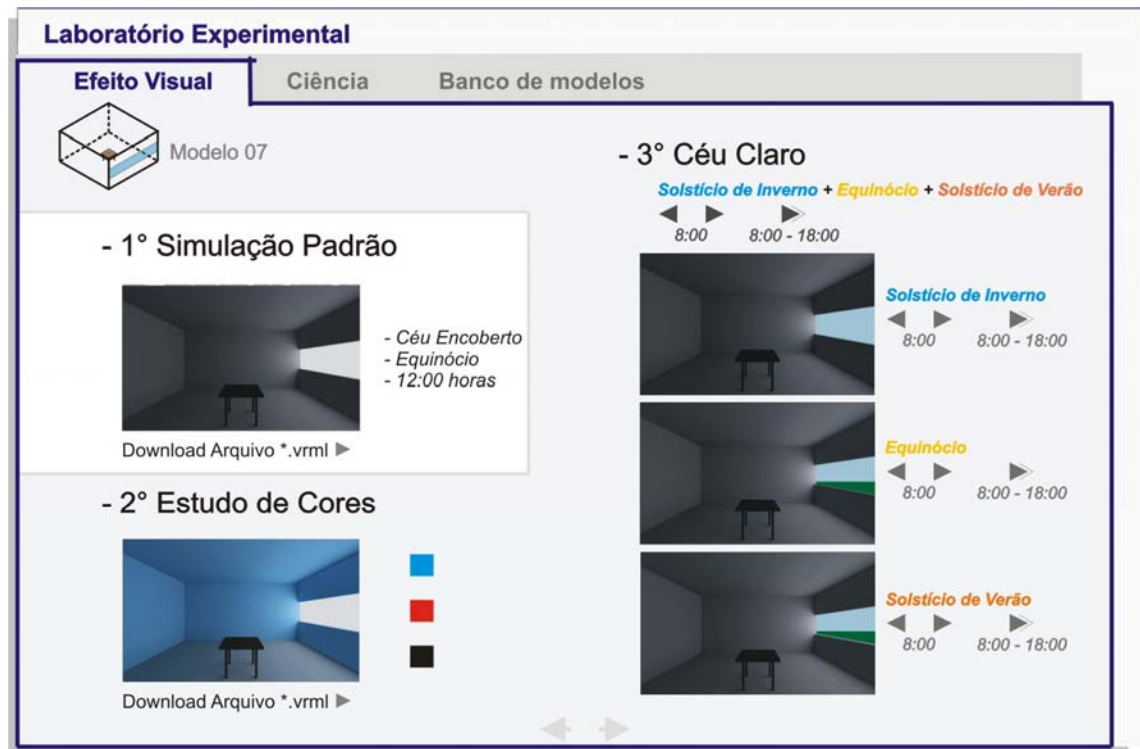 Laboratório Experimental
Efeito Visual
Ciência
Banco de modelos
Modelo 07
- 1° Simulação Padrão
- Céu Encoberto
- Equinócio
- 12:00 horas
Download Arquivo *.vrml
- 2° Estudo de Cores
Download Arquivo *.vrml
- 3° Céu Claro
Solstício de Inverno + Equinócio + Solstício de Verão
8:00 8:00 - 18:00
Solstício de Inverno
8:00 8:00 - 18:00
Equinócio
8:00 8:00 - 18:00
Solstício de Verão
8:00 8:00 - 18:00